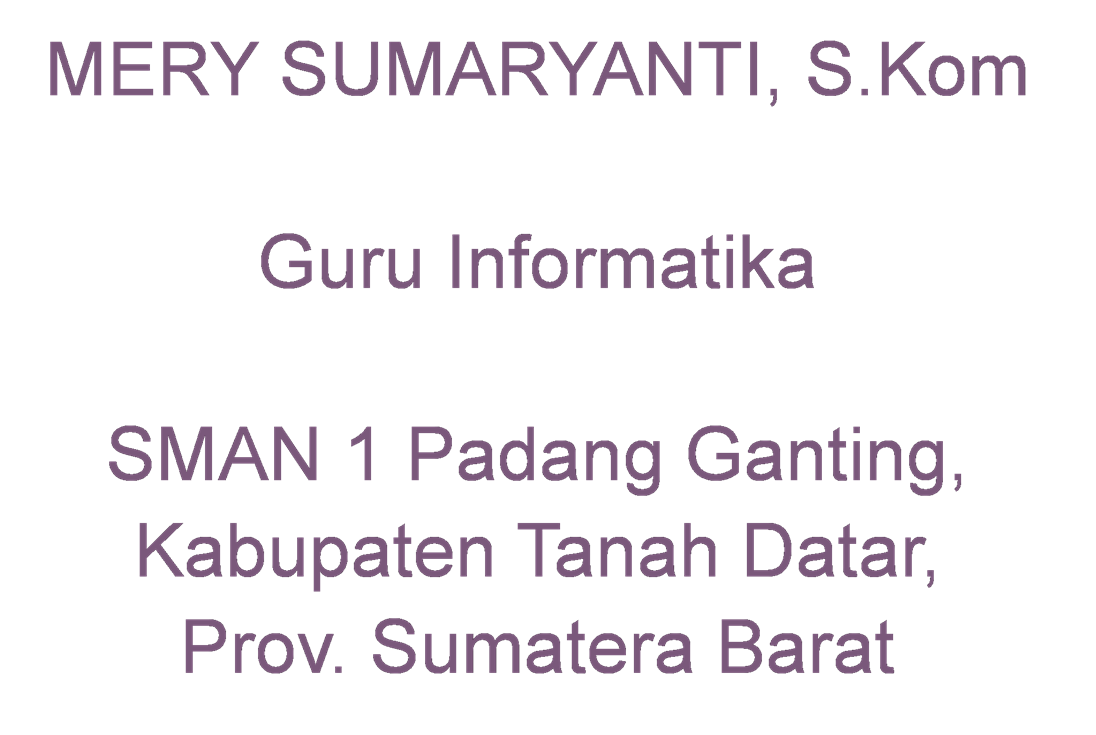 MERY SUMARYANTI, S.Kom
Guru Informatika
SMAN 1 Padang Ganting,
Kabupaten Tanah Datar,
Prov. Sumatera Barat